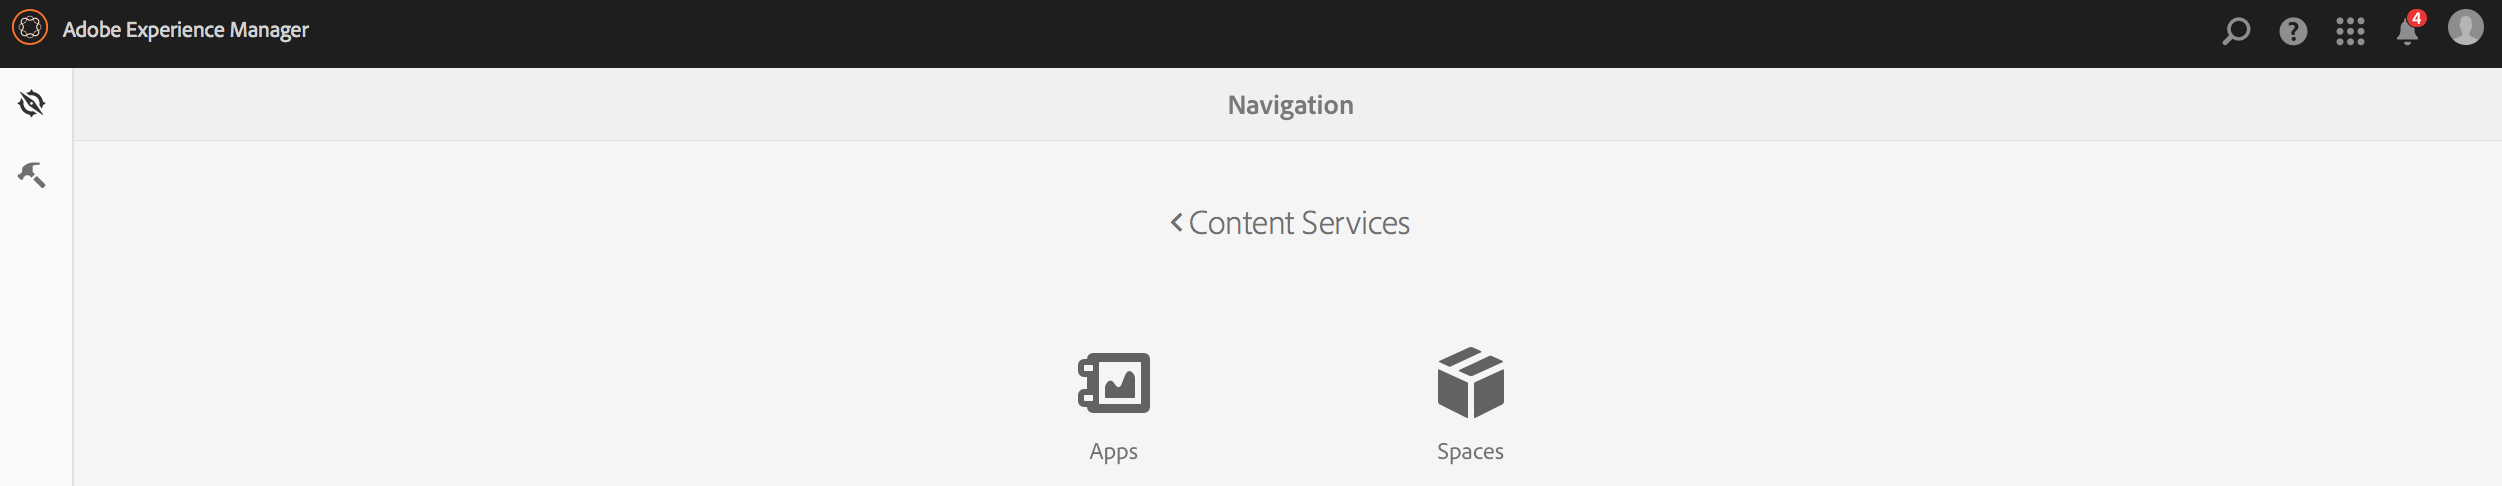 Adobe Experience Manager
?
4
Navigation
Content Services
Apps
Spaces